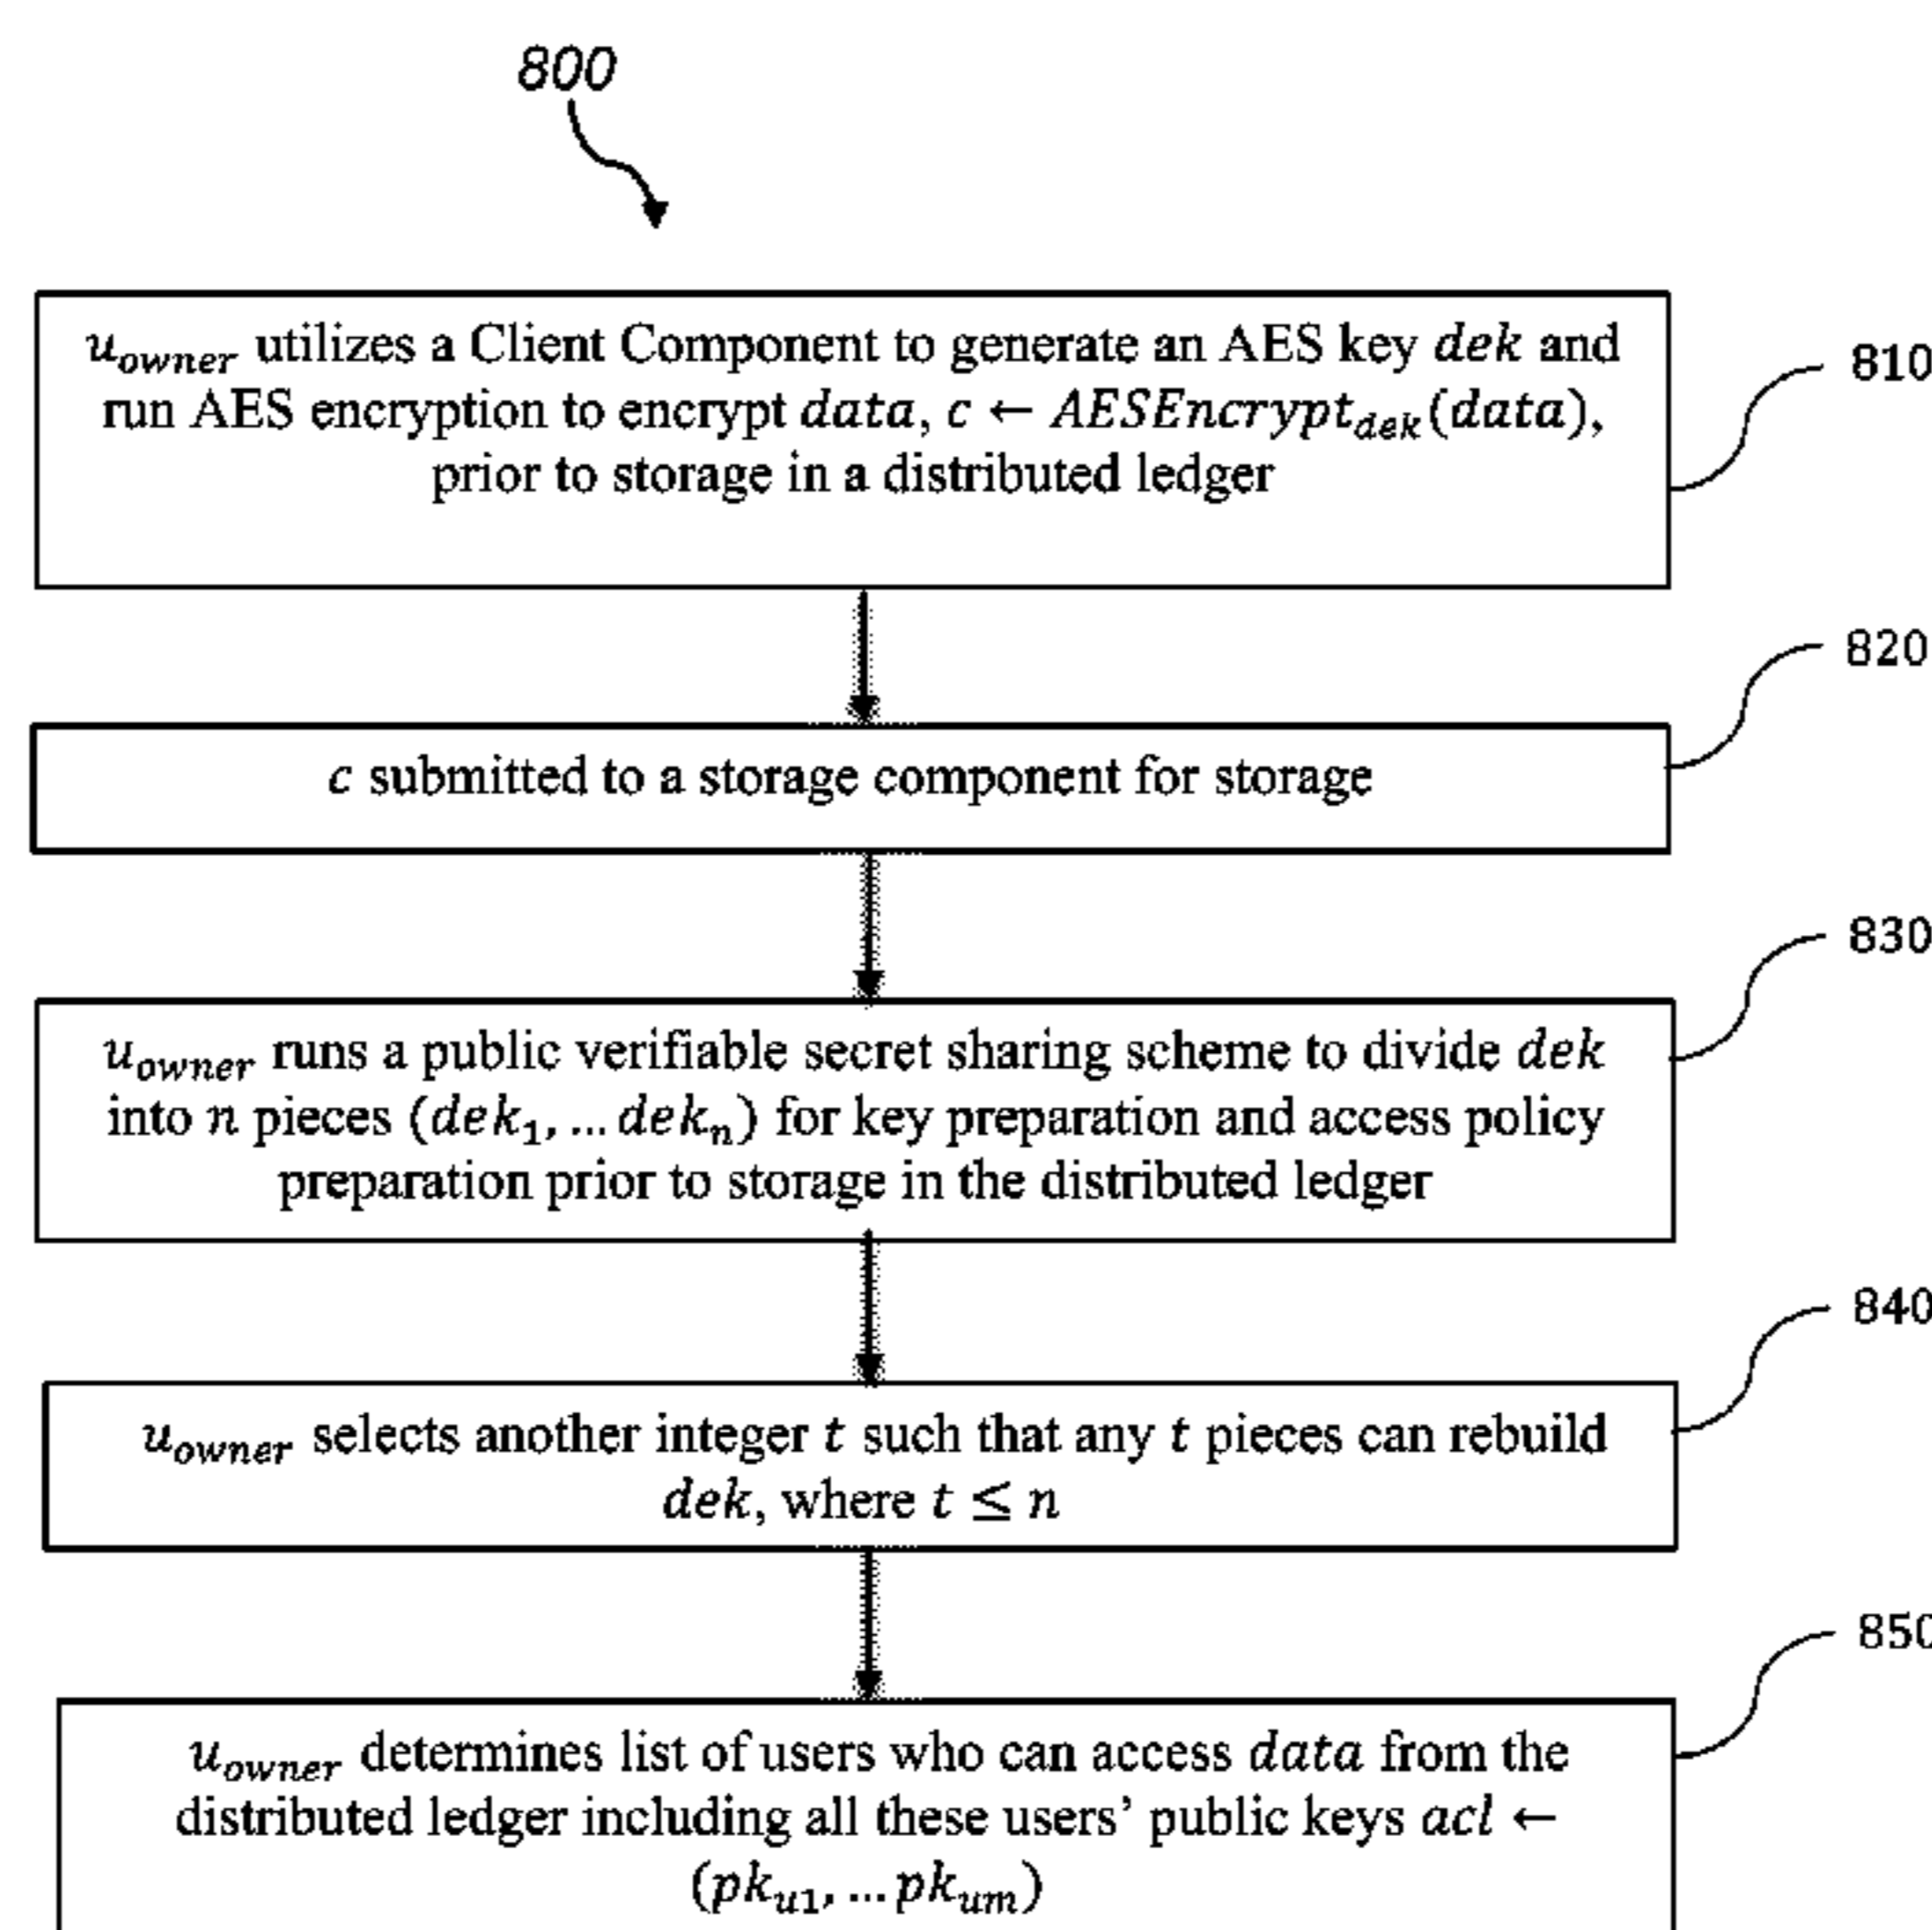 800
u_owner utilizes a Client Component to generate an AES key dek and
run AES encryption to encrypt data, c ← AESEncrypt_dek(data),
prior to storage in a distributed ledger
810
820
c submitted to a storage component for storage
830
u_owner runs a public verifiable secret sharing scheme to divide dek
into n pieces (dek₁, … dekₙ) for key preparation and access policy
preparation prior to storage in the distributed ledger
840
u_owner selects another integer t such that any t pieces can rebuild
dek, where t ≤ n
850
u_owner determines list of users who can access data from the
distributed ledger including all these users’ public keys acl ←
(pk_u1, … pk_um)